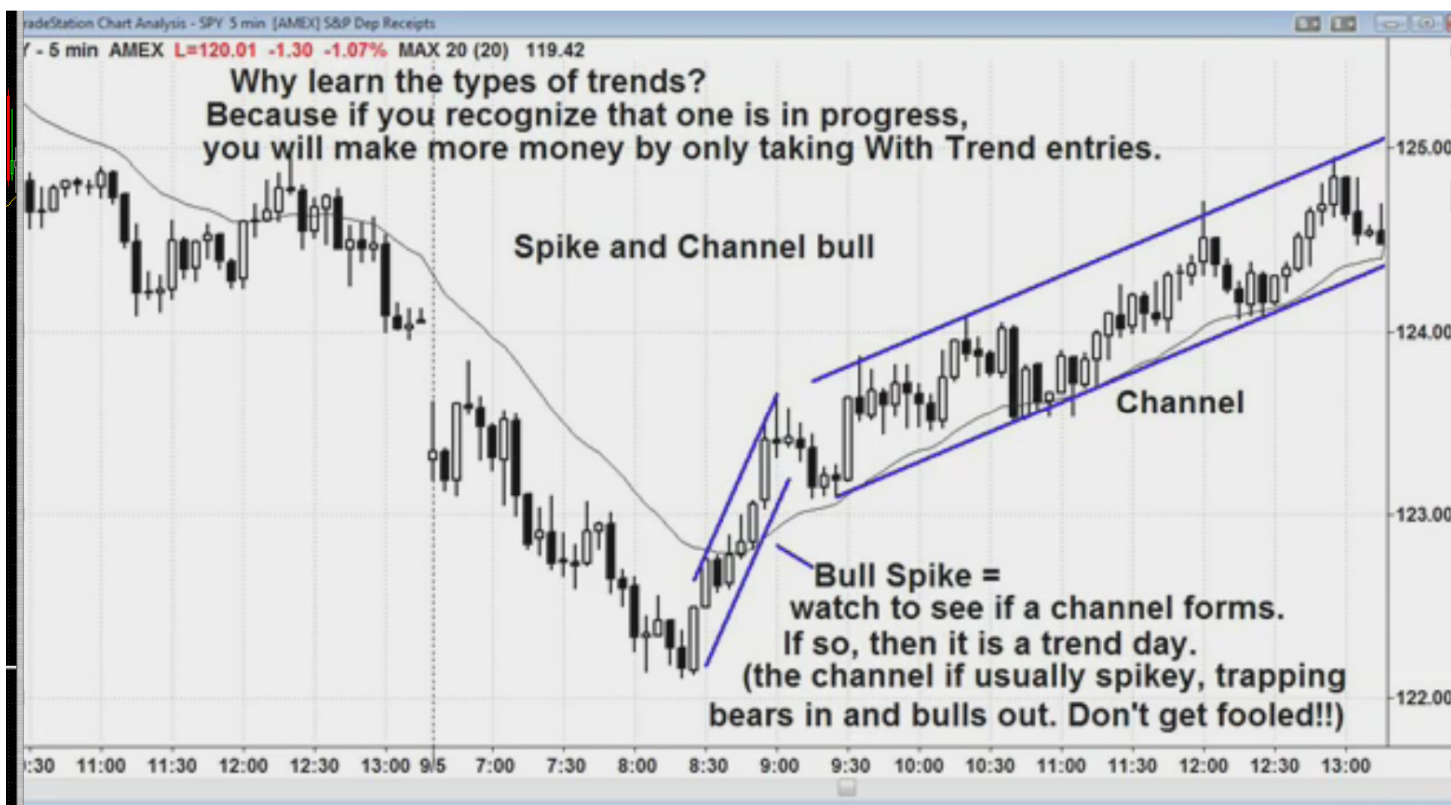 radeStation Chart Analysis - SPY 5 min [AMEX] S&P Dep Receipts
Y - 5 min AMEX L=120.01 -1.30 -1.07% MAX 20 (20) 119.42
Why learn the types of trends?
Because if you recognize that one is in progress,
you will make more money by only taking With Trend entries.
125.00
Spike and Channel bull
124.00
Channel
123.00
Bull Spike =
watch to see if a channel forms.
If so, then it is a trend day.
(the channel if usually spikey, trapping
bears in and bulls out. Don't get fooled!!)
122.00
:30 11:00 11:30 12:00 12:30 13:00 9/5 7:00 7:30 8:00 8:30 9:00 9:30 10:00 10:30 11:00 11:30 12:00 12:30 13:00